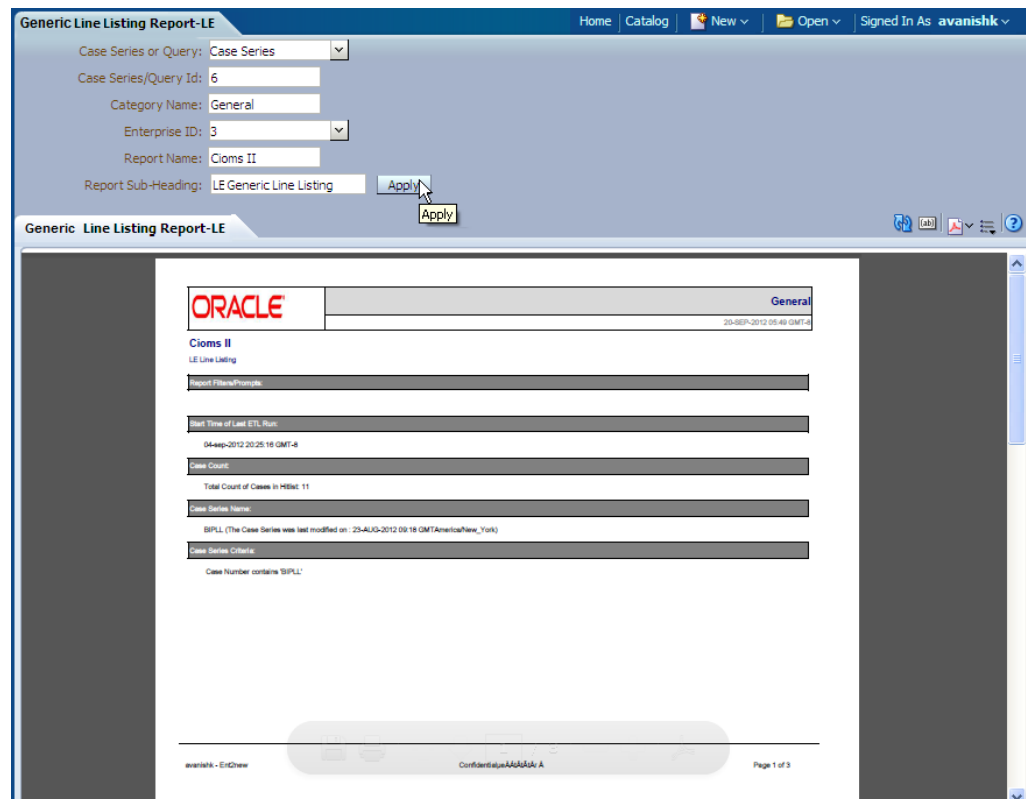 Generic Line Listing Report-LE
Home Catalog New Open Signed In As avanishk
Case Series or Query: Case Series
Case Series/Query Id: 6
Category Name: General
Enterprise ID: 3
Report Name: Cioms II
Report Sub-Heading: LE Generic Line Listing Apply
Apply
Generic Line Listing Report-LE
ORACLE
General
20-SEP-2012 05:49 GMT-8
Cioms II
LE Line Listing
Report Filters/Prompts:
Start Time of Last ETL Run:
04-sep-2012 20:25:16 GMT-8
Case Count:
Total Count of Cases in Hitlist: 11
Case Series Name:
BIPLL (The Case Series was last modified on : 23-AUG-2012 09:18 GMTAmerica/New_York)
Case Series Criteria:
Case Number contains 'BIPLL'
avanishk - Ent2new
Page 1 of 3